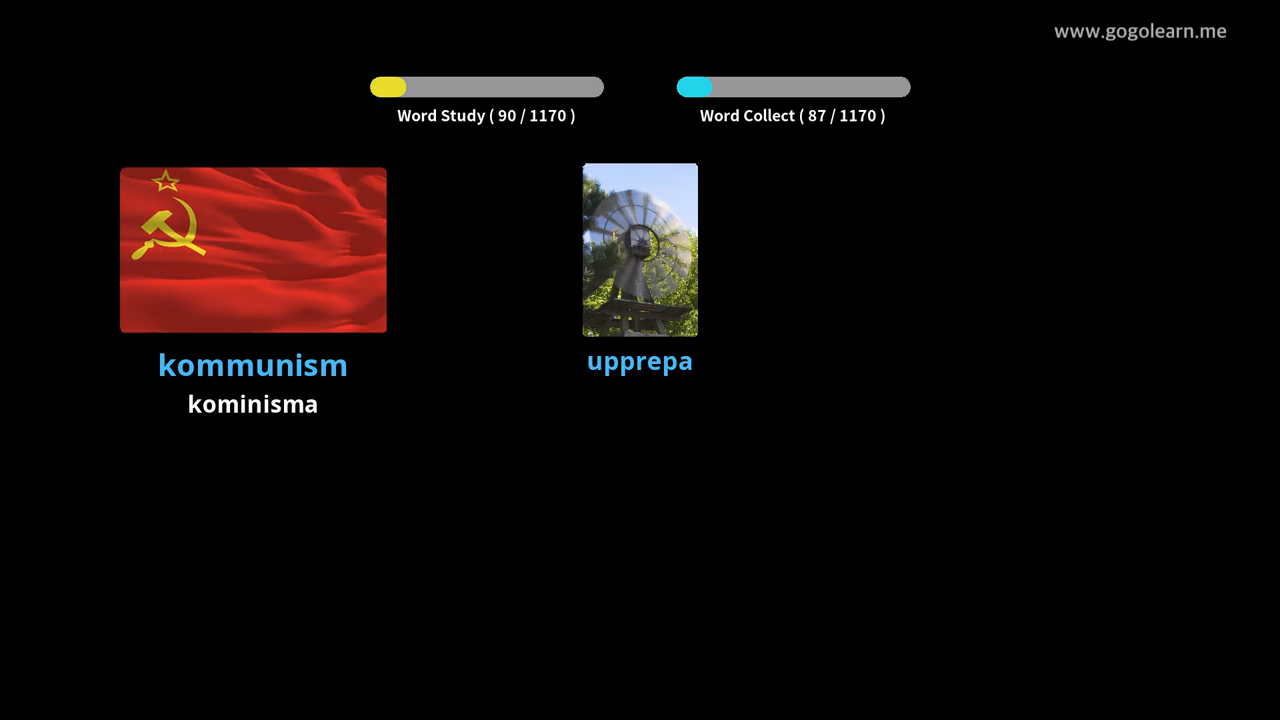 www.gogolearn.me
Word Study ( 90 / 1170 )
Word Collect ( 87 / 1170 )
kommunism
kominisma
upprepa